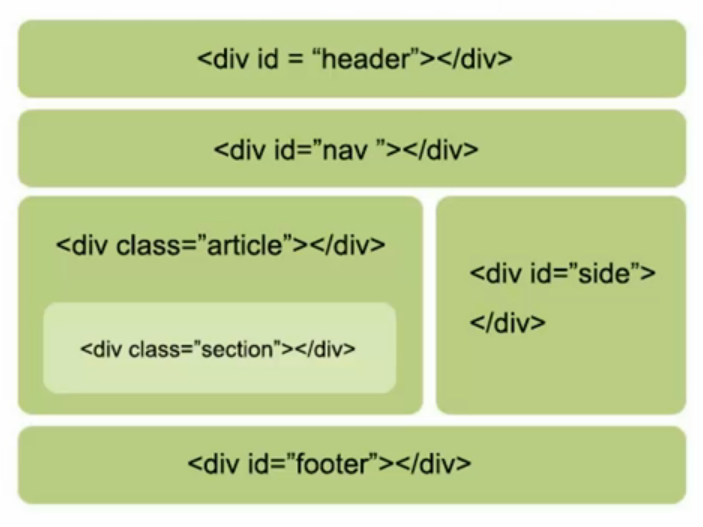 <div id = “header”></div>
<div id=”nav ”></div>
<div class=”article”></div>
<div class=”section”></div>
<div id=”side”>
</div>
<div id=”footer”></div>